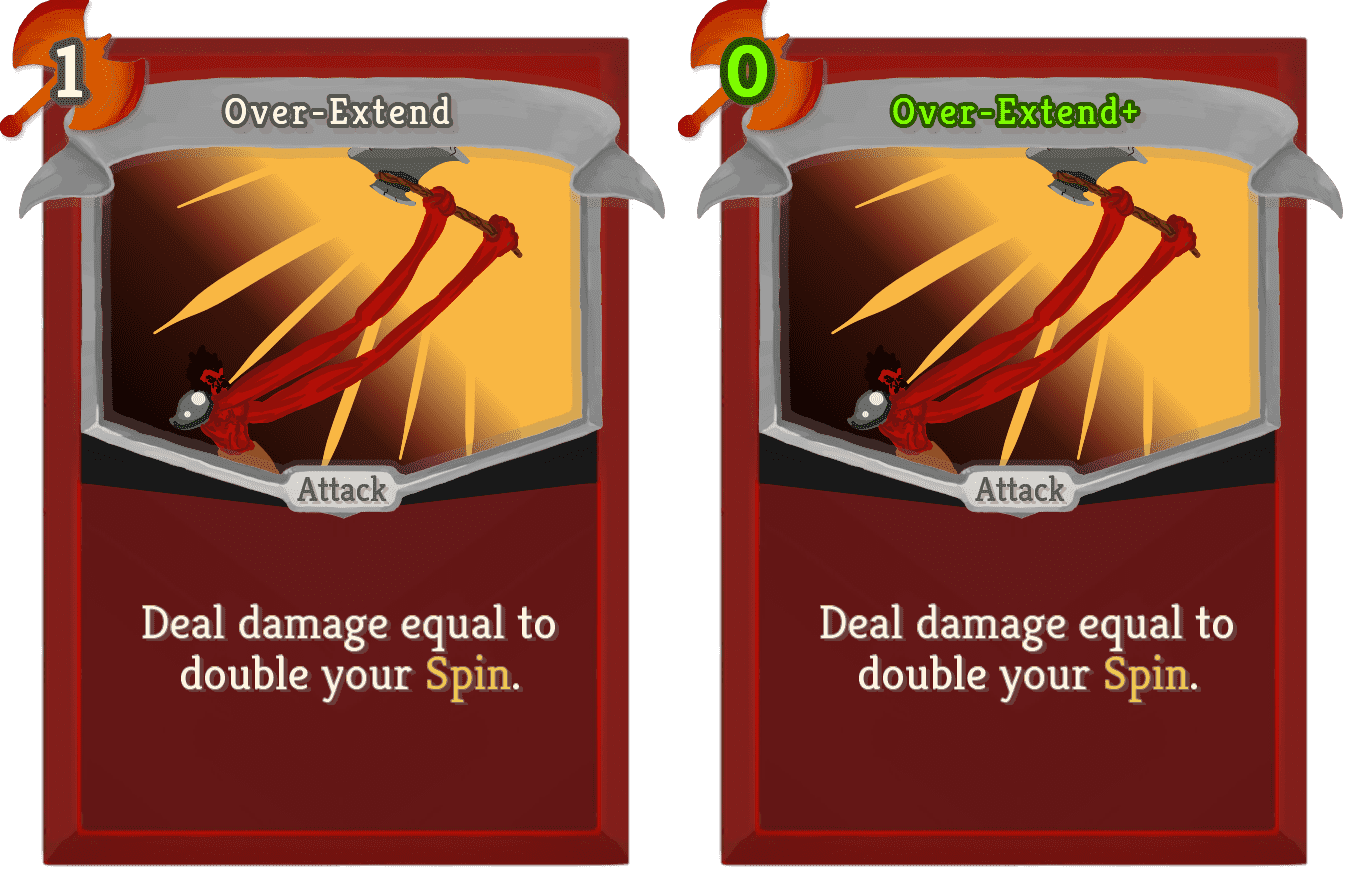 1
Over-Extend
Attack
Deal damage equal to
double your Spin.
0
Over-Extend+
Attack
Deal damage equal to
double your Spin.